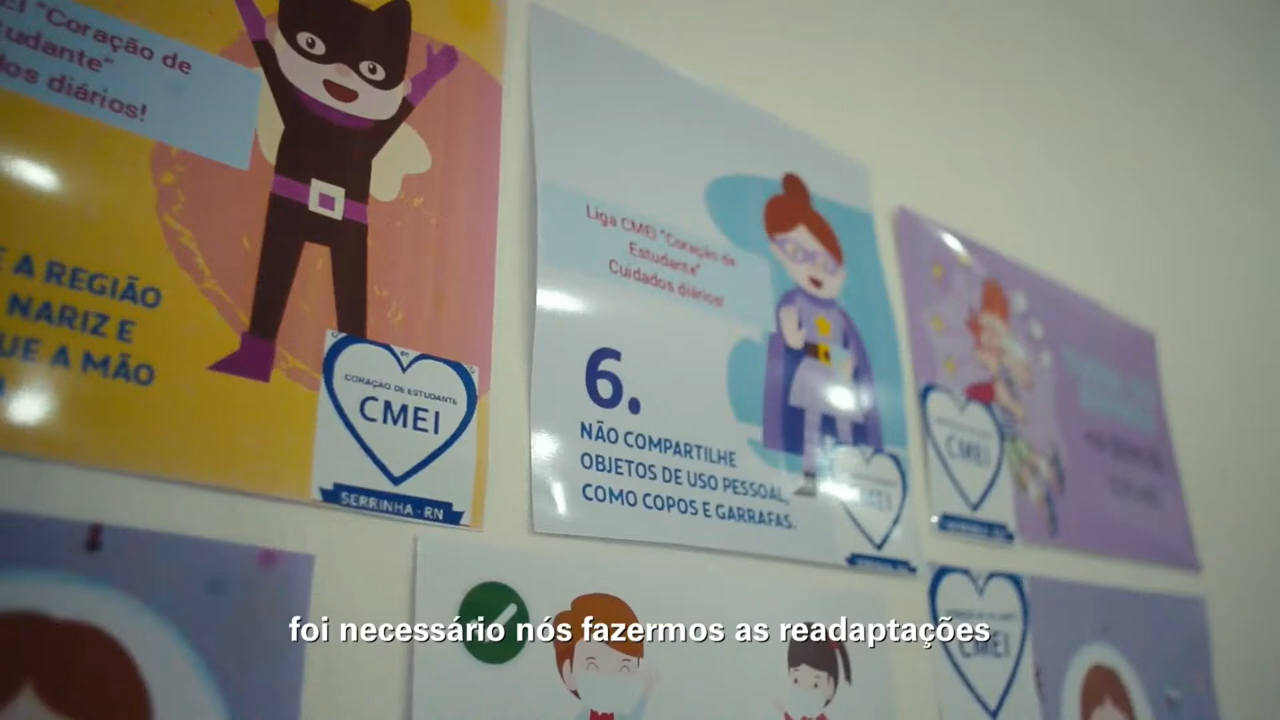 "Coração de
udante"
dos diários!
A REGIÃO
NARIZ E
UE A MÃO
CORAÇÃO DE ESTUDANTE
CMEI
SERRINHA - RN
Liga CMEI "Coração de
Estudante"
Cuidados diários!
6.
NÃO COMPARTILHE
OBJETOS DE USO PESSOAL,
COMO COPOS E GARRAFAS.
CMEI
CMEI
foi necessário nós fazermos as readaptações